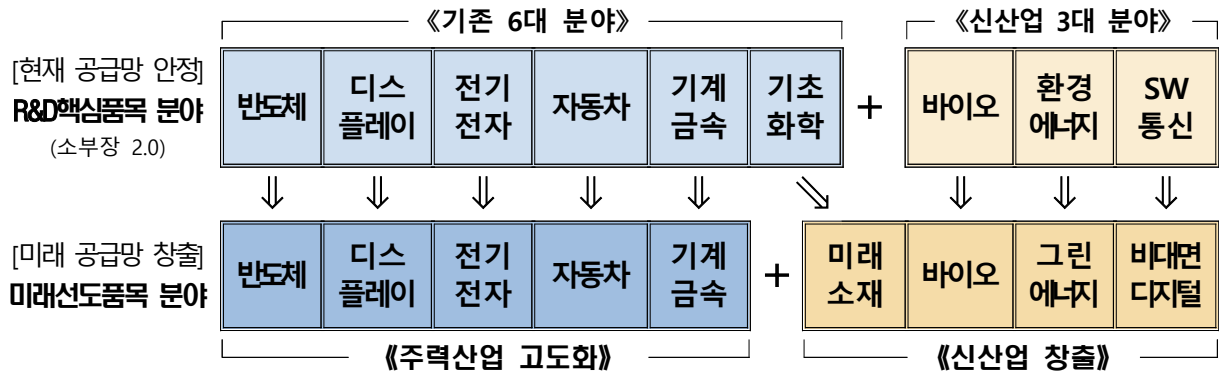 《기존 6대 분야》 《신산업 3대 분야》
[현재 공급망 안정]
R&D핵심품목 분야
(소부장 2.0)
반도체
디스
플레이
전기
전자
자동차
기계
금속
기초
화학
+
바이오
환경
에너지
SW
통신
⇓ ⇓ ⇓ ⇓ ⇓ ⇘ ⇓ ⇓ ⇓
[미래 공급망 창출]
미래선도품목 분야
반도체
디스
플레이
전기
전자
자동차
기계
금속
+
미래
소재
바이오
그린
에너지
비대면
디지털
《주력산업 고도화》 《신산업 창출》